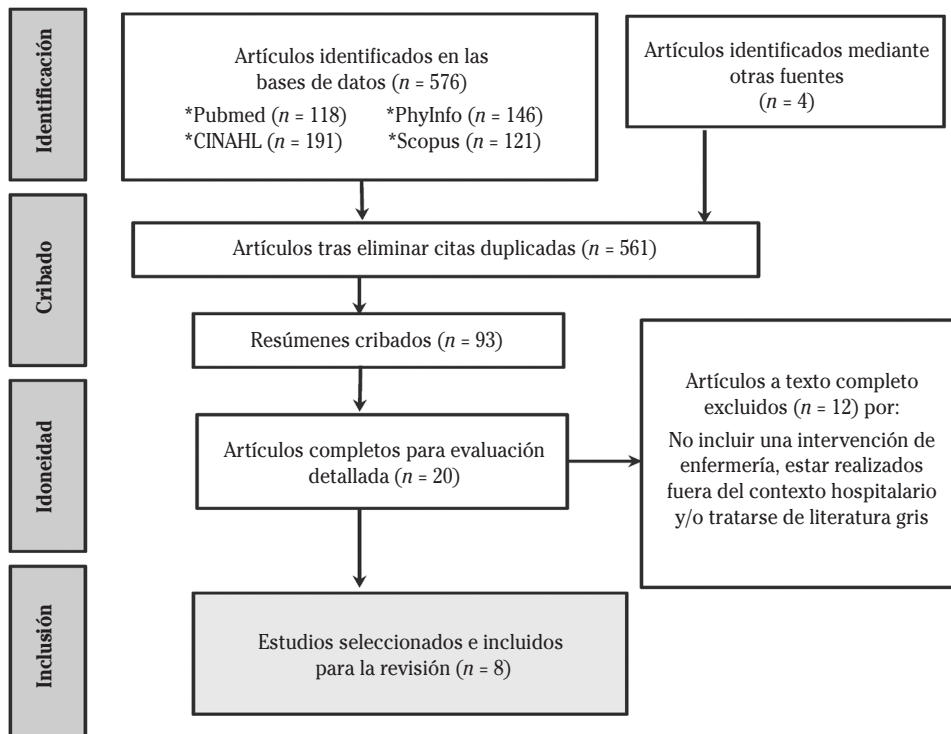 Identificación
Artículos identificados en las
bases de datos (n = 576)
*Pubmed (n = 118) *PhyInfo (n = 146)
*CINAHL (n = 191) *Scopus (n = 121)
Artículos identificados mediante
otras fuentes
(n = 4)
Cribado
Artículos tras eliminar citas duplicadas (n = 561)
Resúmenes cribados (n = 93)
Idoneidad
Artículos completos para evaluación
detallada (n = 20)
Artículos a texto completo
excluidos (n = 12) por:
No incluir una intervención de
enfermería, estar realizados
fuera del contexto hospitalario
y/o tratarse de literatura gris
Inclusión
Estudios seleccionados e incluidos
para la revisión (n = 8)